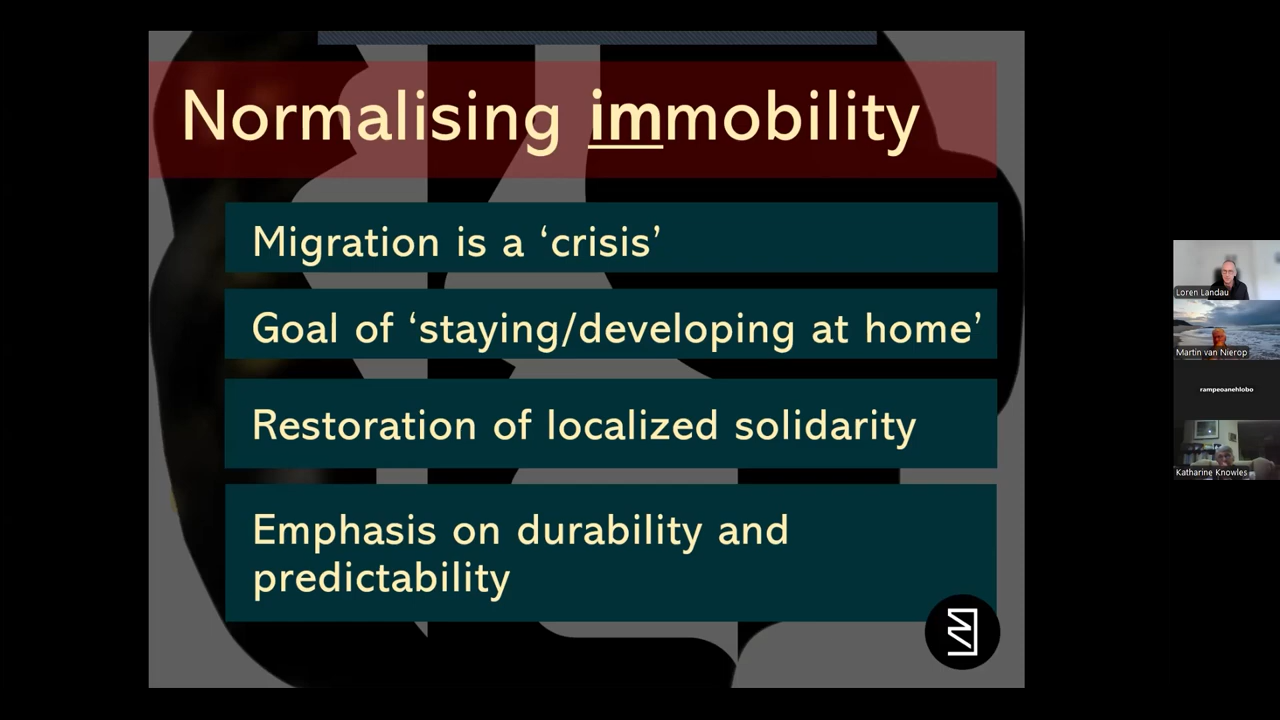 Normalising immobility
Migration is a ‘crisis’
Goal of ‘staying/developing at home’
Restoration of localized solidarity
Emphasis on durability and
predictability
Loren Landau
Martin van Nierop
rampeoanehlobo
Katharine Knowles